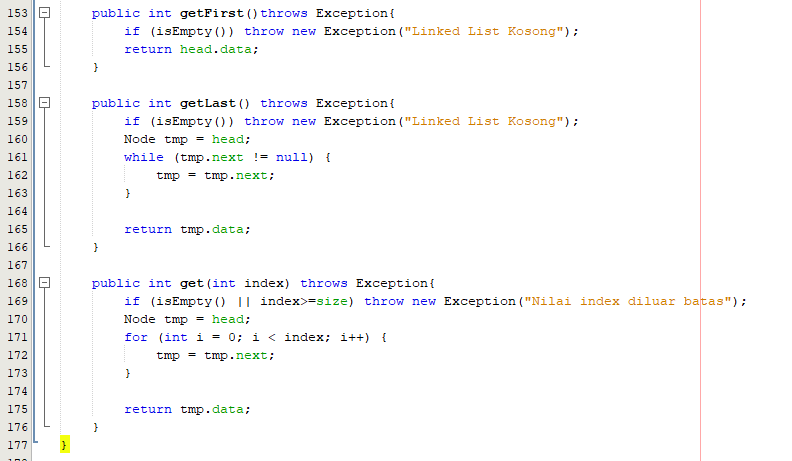 153 public int getFirst()throws Exception{
154 if (isEmpty()) throw new Exception("Linked List Kosong");
155 return head.data;
156 }
157
158 public int getLast() throws Exception{
159 if (isEmpty()) throw new Exception("Linked List Kosong");
160 Node tmp = head;
161 while (tmp.next != null) {
162 tmp = tmp.next;
163 }
164
165 return tmp.data;
166 }
167
168 public int get(int index) throws Exception{
169 if (isEmpty() || index>=size) throw new Exception("Nilai index diluar batas");
170 Node tmp = head;
171 for (int i = 0; i < index; i++) {
172 tmp = tmp.next;
173 }
174
175 return tmp.data;
176 }
177 }